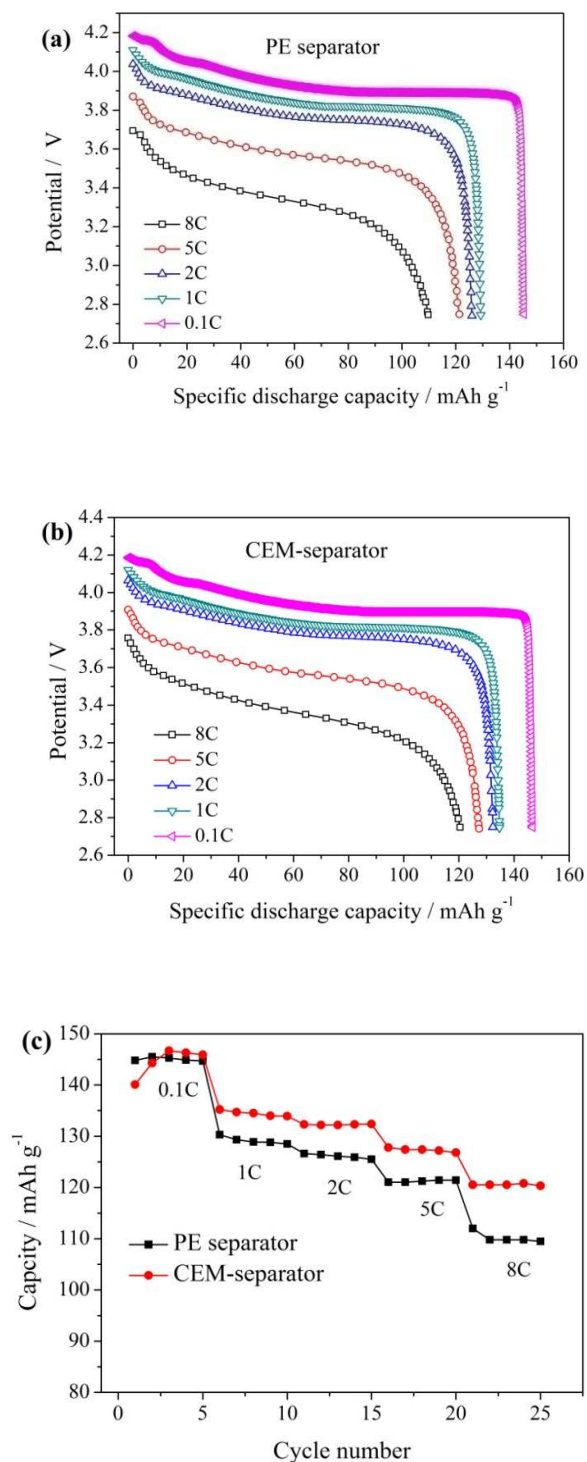 (a)
PE separator
4.2
4.0
3.8
3.6
3.4
3.2
3.0
2.8
2.6
Potential / V
8C
5C
2C
1C
0.1C
0 20 40 60 80 100 120 140 160
Specific discharge capacity / mAh g-1
(b)
CEM-separator
4.4
4.2
4.0
3.8
3.6
3.4
3.2
3.0
2.8
2.6
Potential / V
8C
5C
2C
1C
0.1C
0 20 40 60 80 100 120 140 160
Specific discharge capacity / mAh g-1
(c)
150
140
130
120
110
100
90
80
Capcity / mAh g-1
0.1C
1C
2C
5C
8C
PE separator
CEM-separator
0 5 10 15 20 25
Cycle number